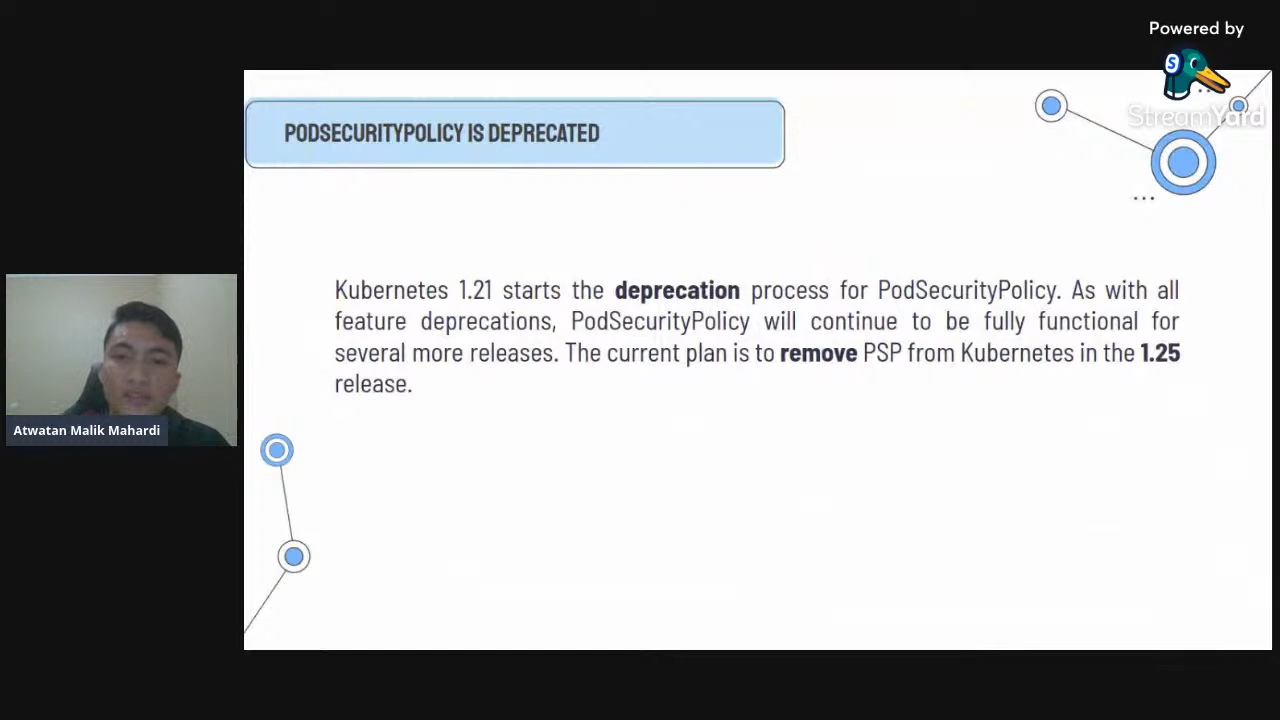 Powered by
StreamYard
PODSECURITYPOLICY IS DEPRECATED
Kubernetes 1.21 starts the deprecation process for PodSecurityPolicy. As with all
feature deprecations, PodSecurityPolicy will continue to be fully functional for
several more releases. The current plan is to remove PSP from Kubernetes in the 1.25
release.
Atwatan Malik Mahardi